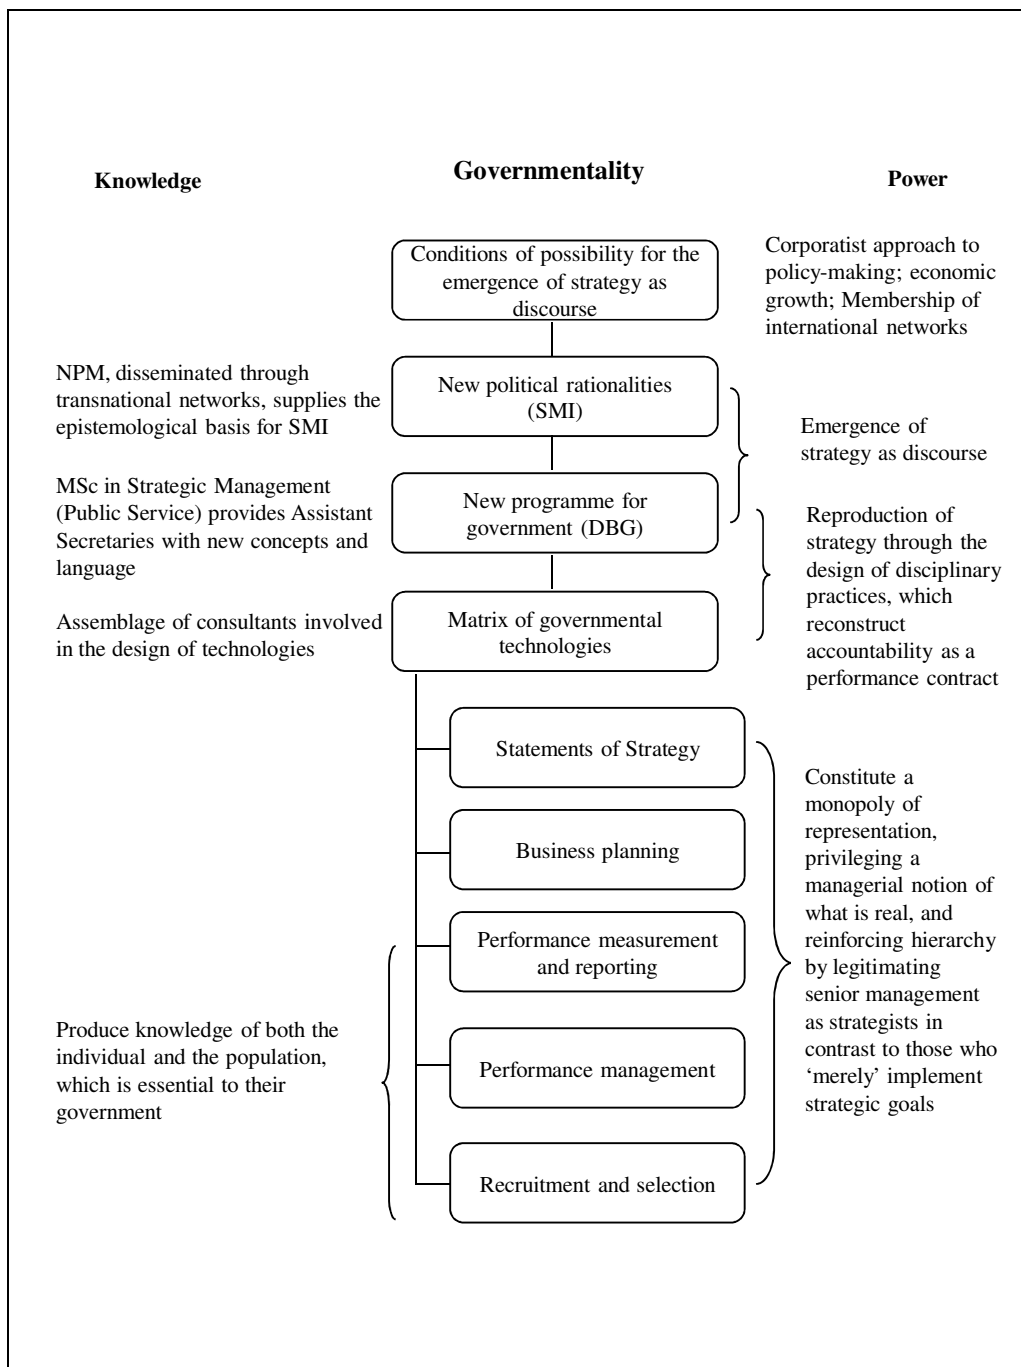 Knowledge
Governmentality
Power
Conditions of possibility for the
emergence of strategy as
discourse
Corporatist approach to
policy-making; economic
growth; Membership of
international networks
NPM, disseminated through
transnational networks, supplies the
epistemological basis for SMI
New political rationalities
(SMI)
Emergence of
strategy as discourse
MSc in Strategic Management
(Public Service) provides Assistant
Secretaries with new concepts and
language
New programme for
government (DBG)
Reproduction of
strategy through the
design of disciplinary
practices, which
reconstruct
accountability as a
performance contract
Assemblage of consultants involved
in the design of technologies
Matrix of governmental
technologies
Statements of Strategy
Business planning
Performance measurement
and reporting
Performance management
Recruitment and selection
Constitute a
monopoly of
representation,
privileging a
managerial notion of
what is real, and
reinforcing hierarchy
by legitimating
senior management
as strategists in
contrast to those who
‘merely’ implement
strategic goals
Produce knowledge of both the
individual and the population,
which is essential to their
government